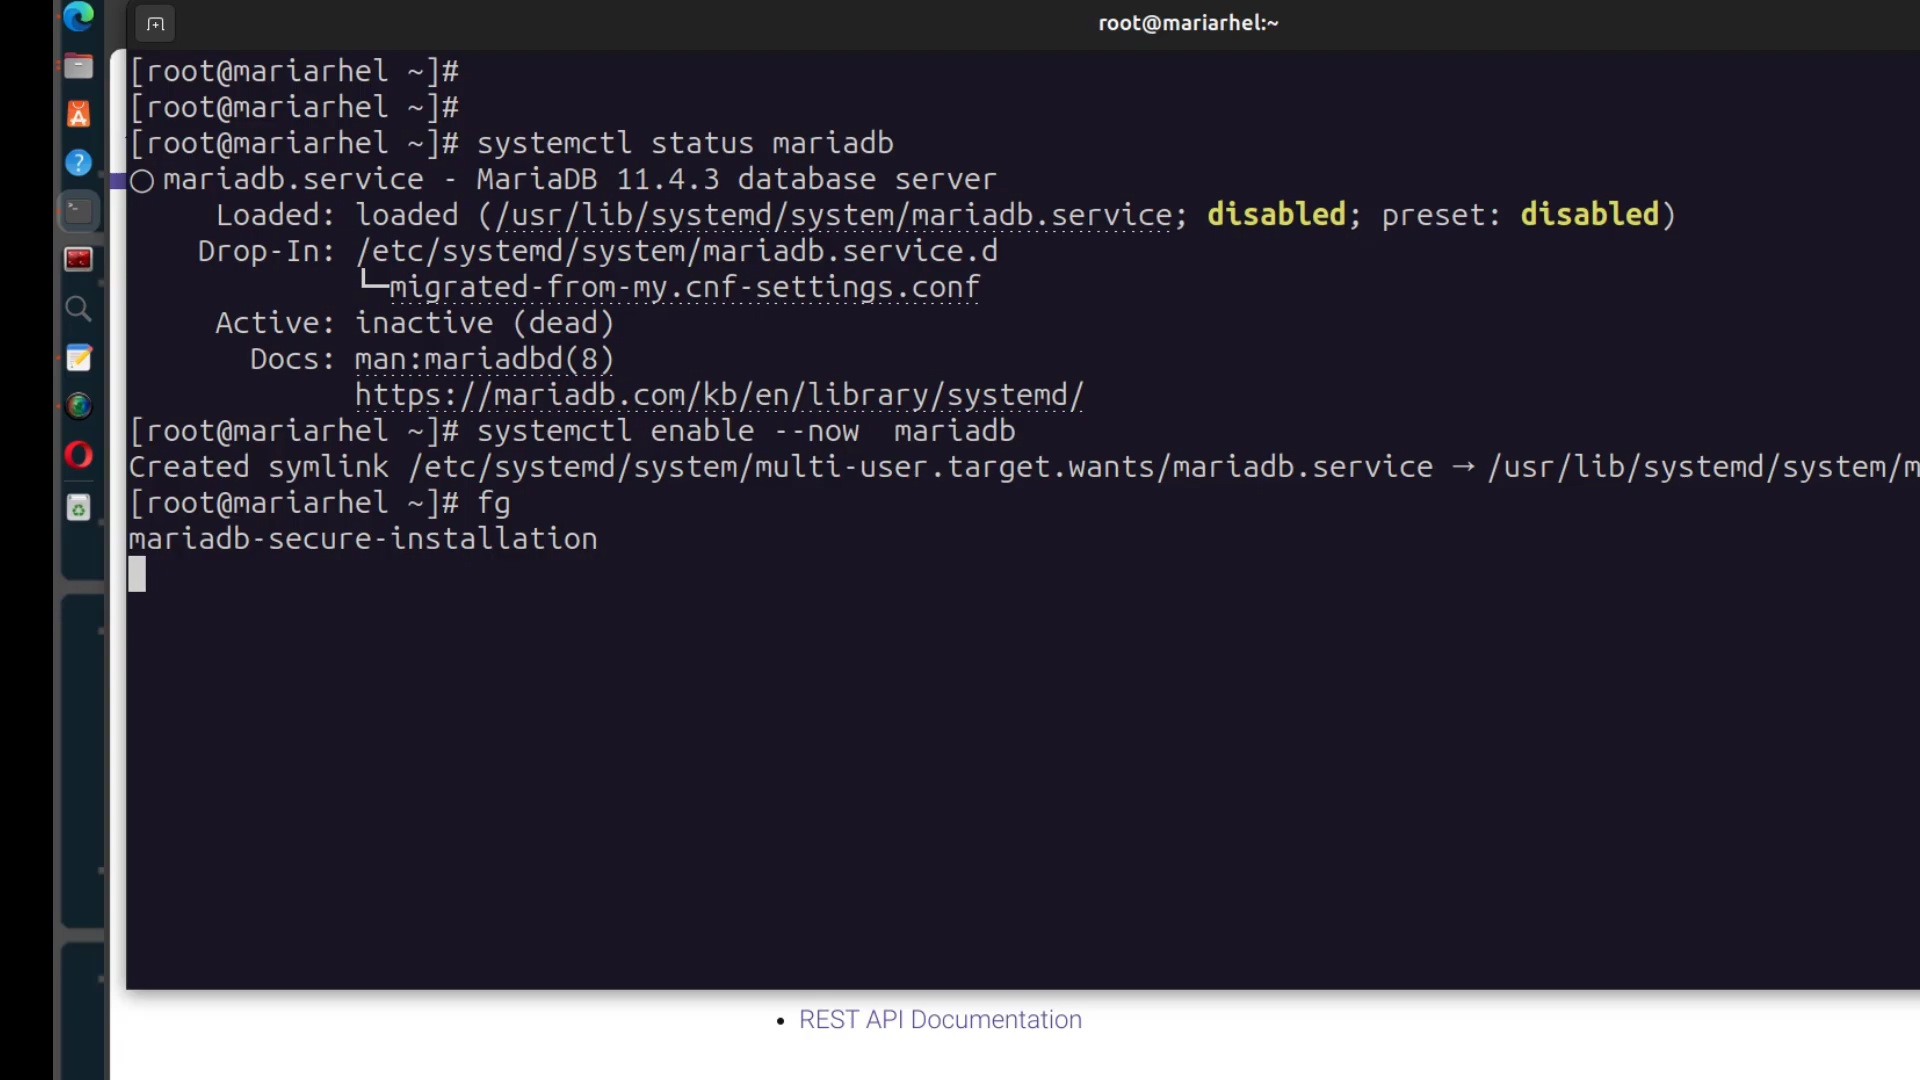 root@mariarhel:~
[root@mariarhel ~]#
[root@mariarhel ~]#
[root@mariarhel ~]# systemctl status mariadb
○ mariadb.service - MariaDB 11.4.3 database server
Loaded: loaded (/usr/lib/systemd/system/mariadb.service; disabled; preset: disabled)
Drop-In: /etc/systemd/system/mariadb.service.d
└─migrated-from-my.cnf-settings.conf
Active: inactive (dead)
Docs: man:mariadbd(8)
https://mariadb.com/kb/en/library/systemd/
[root@mariarhel ~]# systemctl enable --now  mariadb
Created symlink /etc/systemd/system/multi-user.target.wants/mariadb.service → /usr/lib/systemd/system/m
[root@mariarhel ~]# fg
mariadb-secure-installation
• REST API Documentation